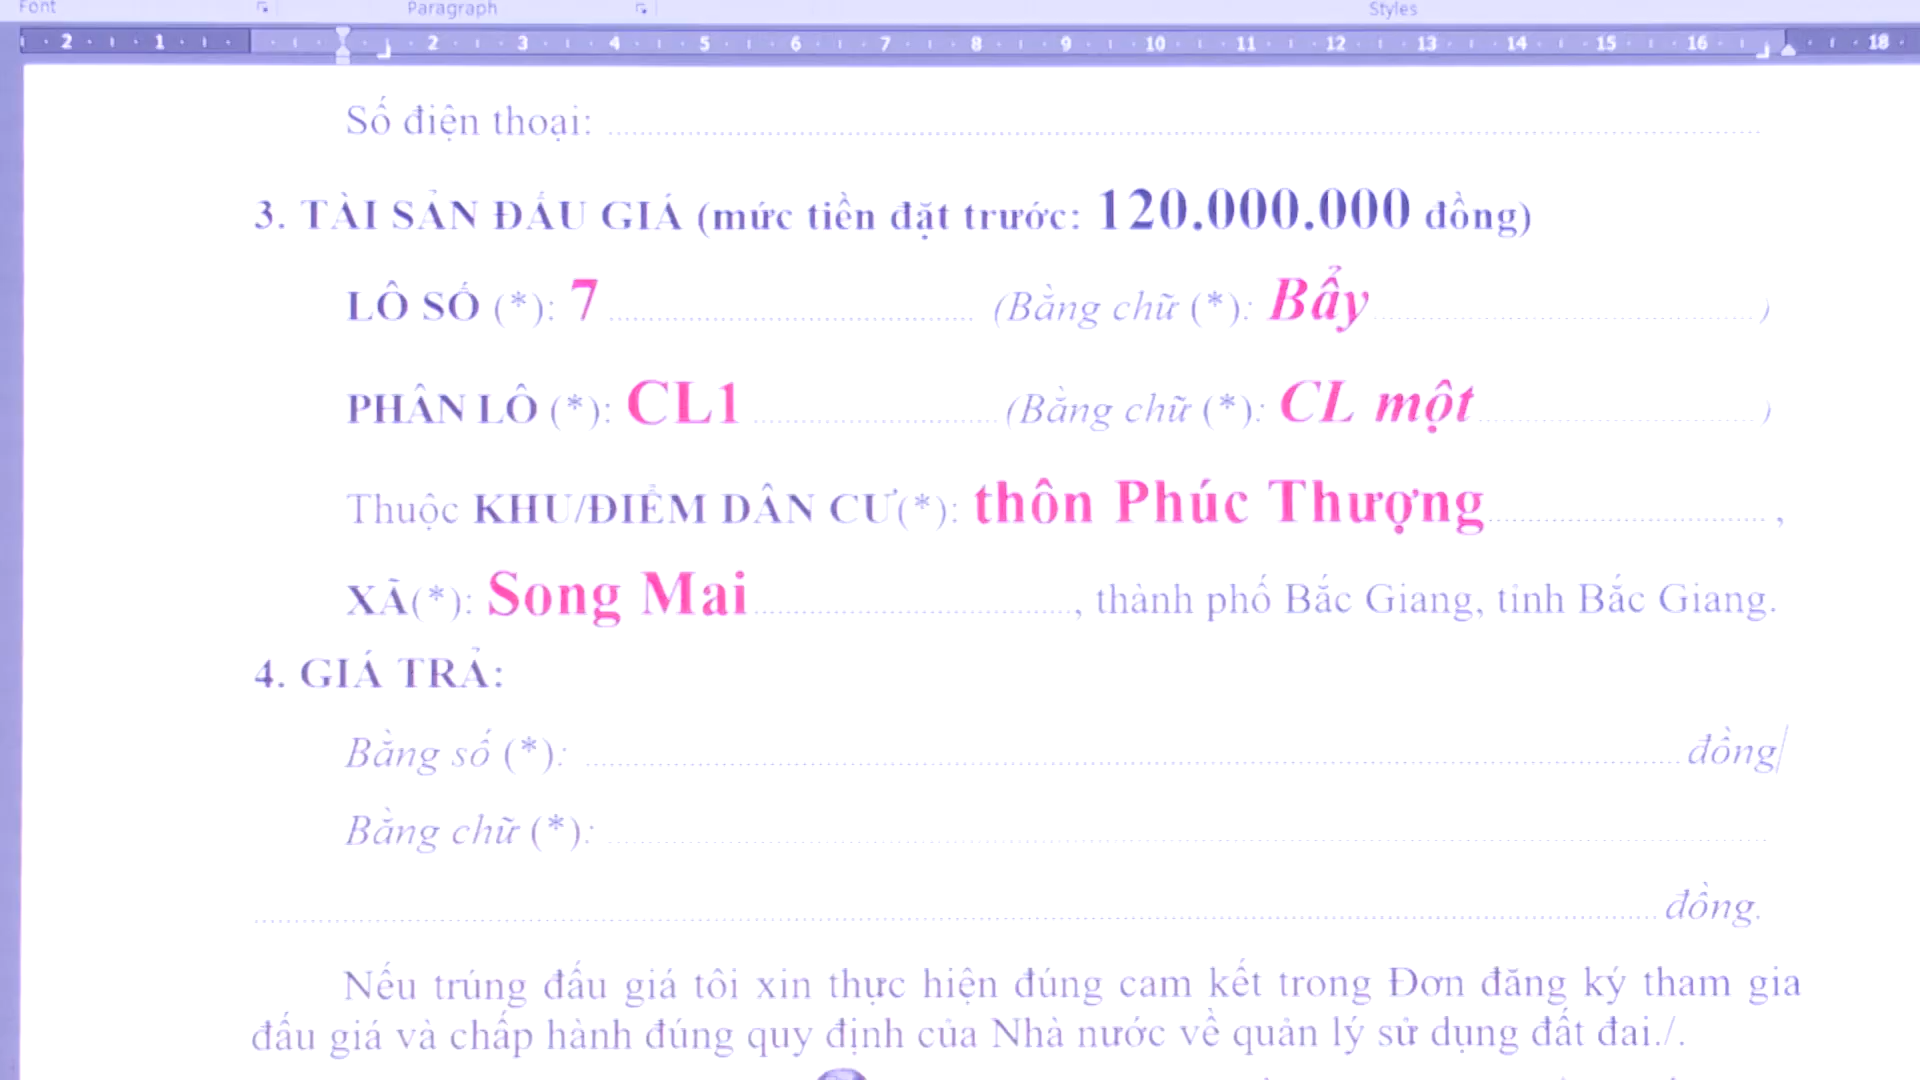 Font Paragraph Styles
2 1 2 3 4 5 6 7 8 9 10 11 12 13 14 15 16 18
Số điện thoại:
3. TÀI SẢN ĐẤU GIÁ (mức tiền đặt trước: 120.000.000 đồng)
LÔ SỐ (*): 7 (Bằng chữ (*): Bẩy )
PHÂN LÔ (*): CL1 (Bằng chữ (*): CL một )
Thuộc KHU/ĐIỂM DÂN CƯ(*): thôn Phúc Thượng ,
XÃ(*): Song Mai , thành phố Bắc Giang, tỉnh Bắc Giang.
4. GIÁ TRẢ:
Bằng số (*): đồng
Bằng chữ (*):
đồng.
Nếu trúng đấu giá tôi xin thực hiện đúng cam kết trong Đơn đăng ký tham gia
đấu giá và chấp hành đúng quy định của Nhà nước về quản lý sử dụng đất đai./.